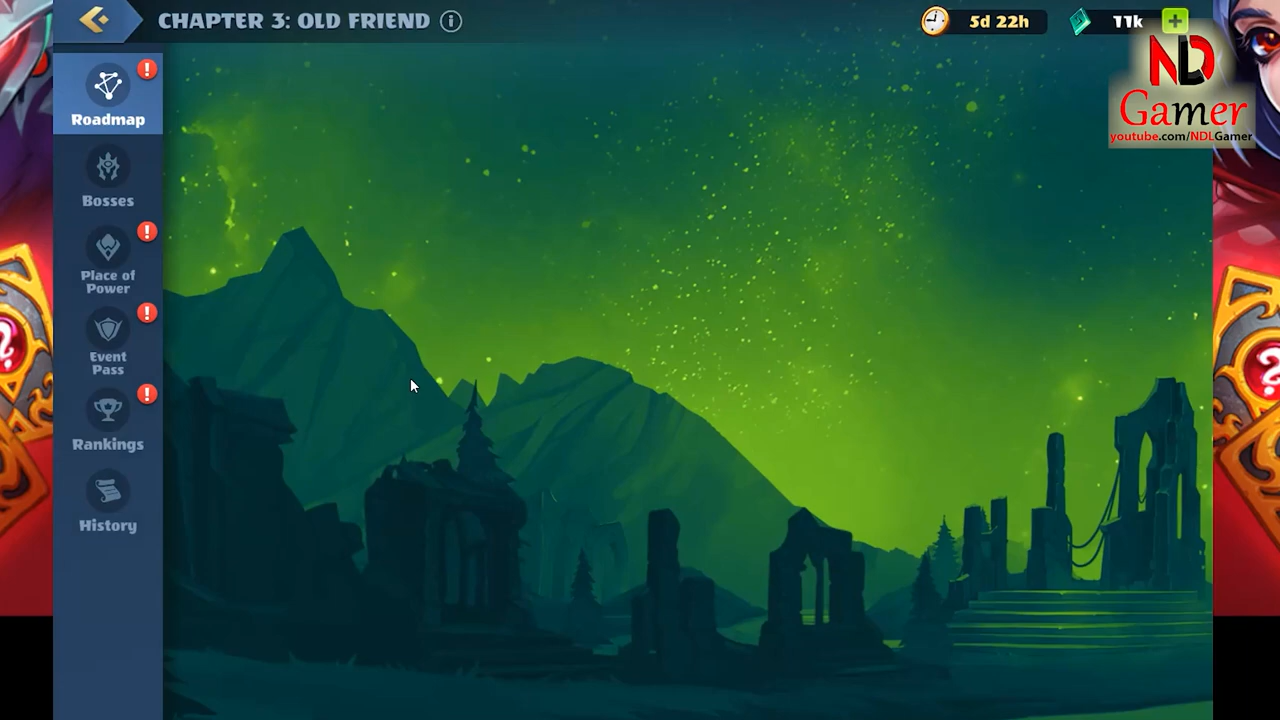 CHAPTER 3: OLD FRIEND
5d 22h
11k
ND
Gamer
youtube.com/NDLGamer
Roadmap
Bosses
Place of
Power
Event
Pass
Rankings
History